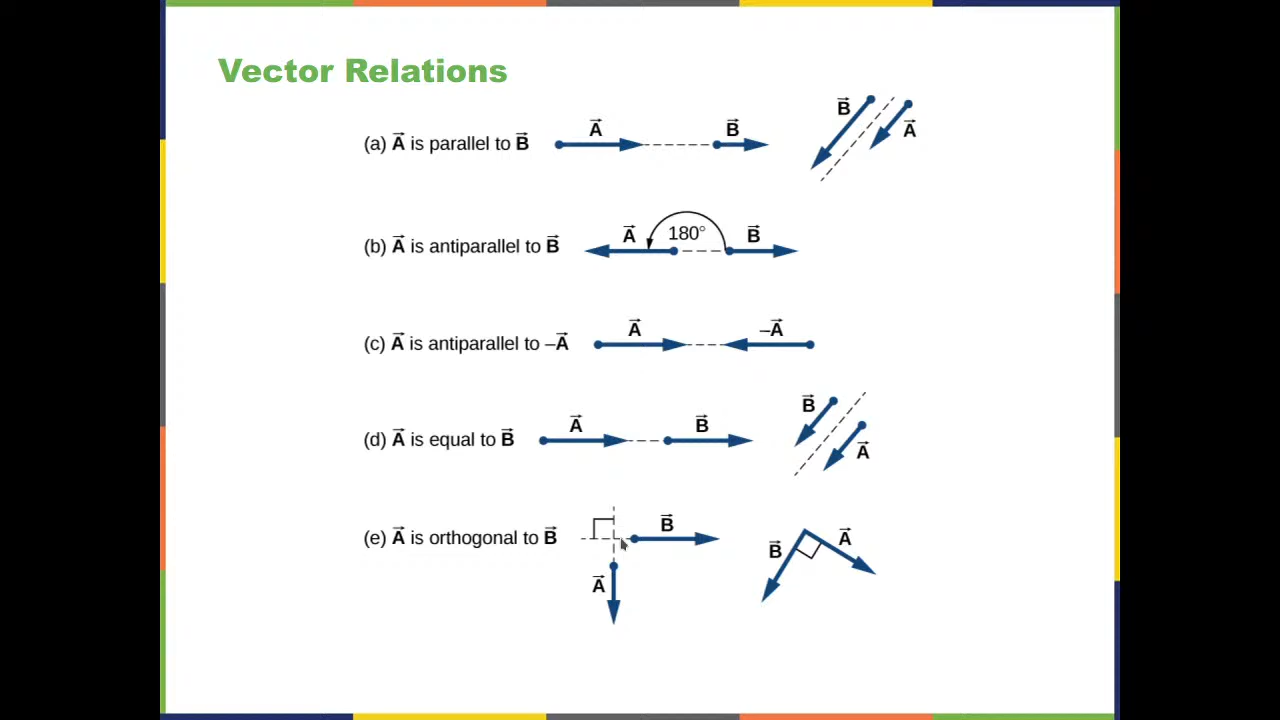 Vector Relations
(a) A⃗ is parallel to B⃗ A⃗ B⃗ B⃗ A⃗
(b) A⃗ is antiparallel to B⃗ A⃗ 180° B⃗
(c) A⃗ is antiparallel to –A⃗ A⃗ –A⃗
(d) A⃗ is equal to B⃗ A⃗ B⃗ B⃗ A⃗
(e) A⃗ is orthogonal to B⃗ B⃗ B⃗ A⃗
A⃗